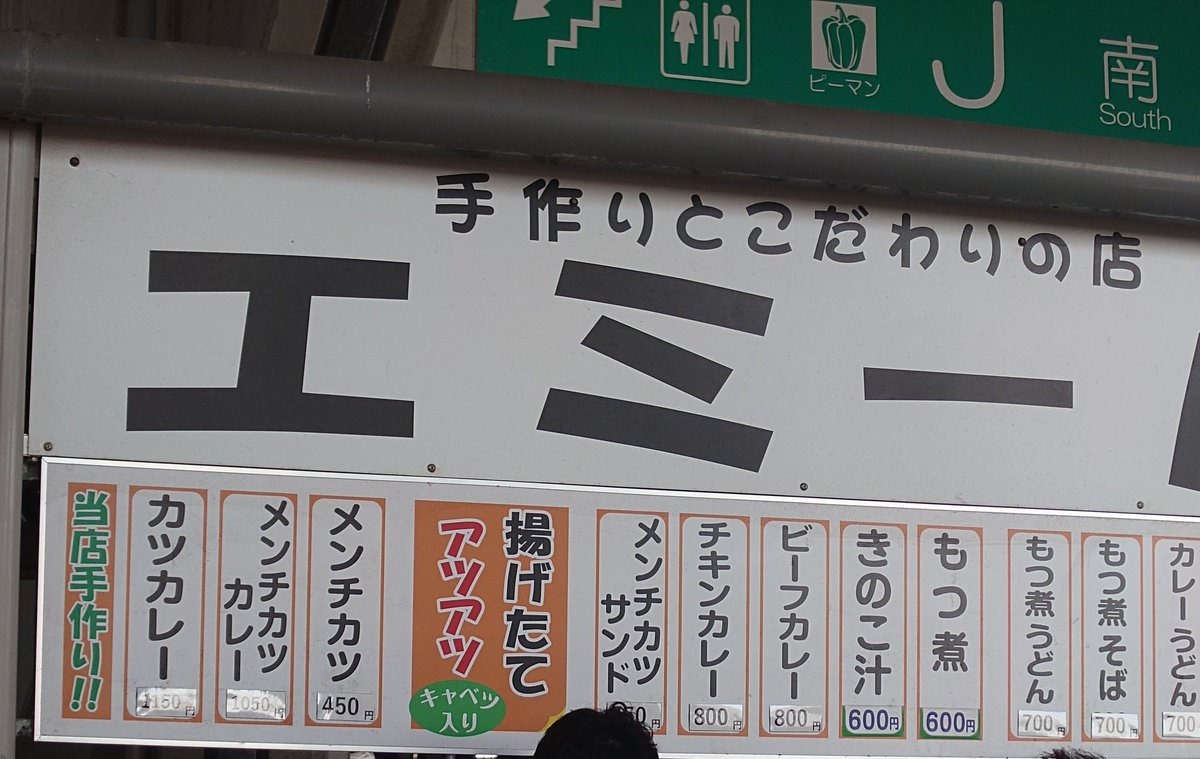 ピーマン
J
南
South
手作りとこだわりの店
エミー
当店手作り!!
カツカレー
1150円
メンチカツ
カレー
1050円
メンチカツ
450円
揚げたて
アツアツ
キャベツ
入り
メンチカツ
サンド
50円
チキンカレー
800円
ビーフカレー
800円
きのこ汁
600円
もつ煮
600円
もつ煮うどん
700円
もつ煮そば
700円
カレーうどん
700